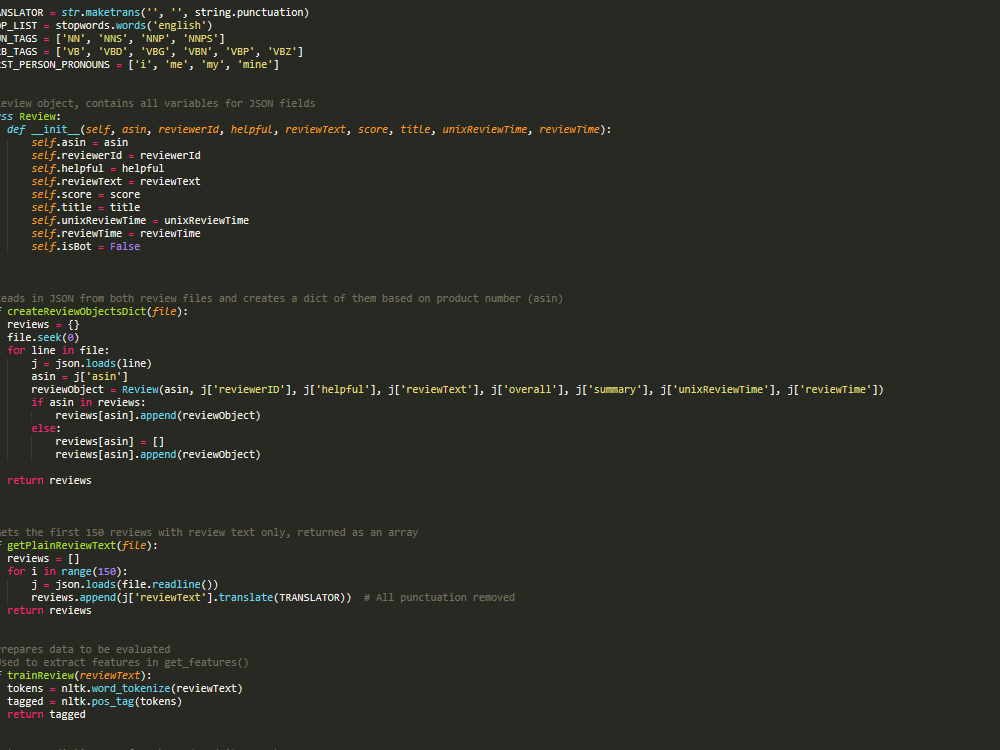 NSLATOR = str.maketrans('', '', string.punctuation)
OP_LIST = stopwords.words('english')
UN_TAGS = ['NN', 'NNS', 'NNP', 'NNPS']
RB_TAGS = ['VB', 'VBD', 'VBG', 'VBN', 'VBP', 'VBZ']
RST_PERSON_PRONOUNS = ['i', 'me', 'my', 'mine']
eview object, contains all variables for JSON fields
ss Review:
def __init__(self, asin, reviewerId, helpful, reviewText, score, title, unixReviewTime, reviewTime):
self.asin = asin
self.reviewerId = reviewerId
self.helpful = helpful
self.reviewText = reviewText
self.score = score
self.title = title
self.unixReviewTime = unixReviewTime
self.reviewTime = reviewTime
self.isBot = False
eads in JSON from both review files and creates a dict of them based on product number (asin)
f createReviewObjectsDict(file):
reviews = {}
file.seek(0)
for line in file:
j = json.loads(line)
asin = j['asin']
reviewObject = Review(asin, j['reviewerID'], j['helpful'], j['reviewText'], j['overall'], j['summary'], j['unixReviewTime'], j['reviewTime'])
if asin in reviews:
reviews[asin].append(reviewObject)
else:
reviews[asin] = []
reviews[asin].append(reviewObject)
return reviews
ets the first 150 reviews with review text only, returned as an array
f getPlainReviewText(file):
reviews = []
for i in range(150):
j = json.loads(file.readline())
reviews.append(j['reviewText'].translate(TRANSLATOR))  # All punctuation removed
return reviews
repares data to be evaluated
sed to extract features in get_features()
f trainReview(reviewText):
tokens = nltk.word_tokenize(reviewText)
tagged = nltk.pos_tag(tokens)
return tagged